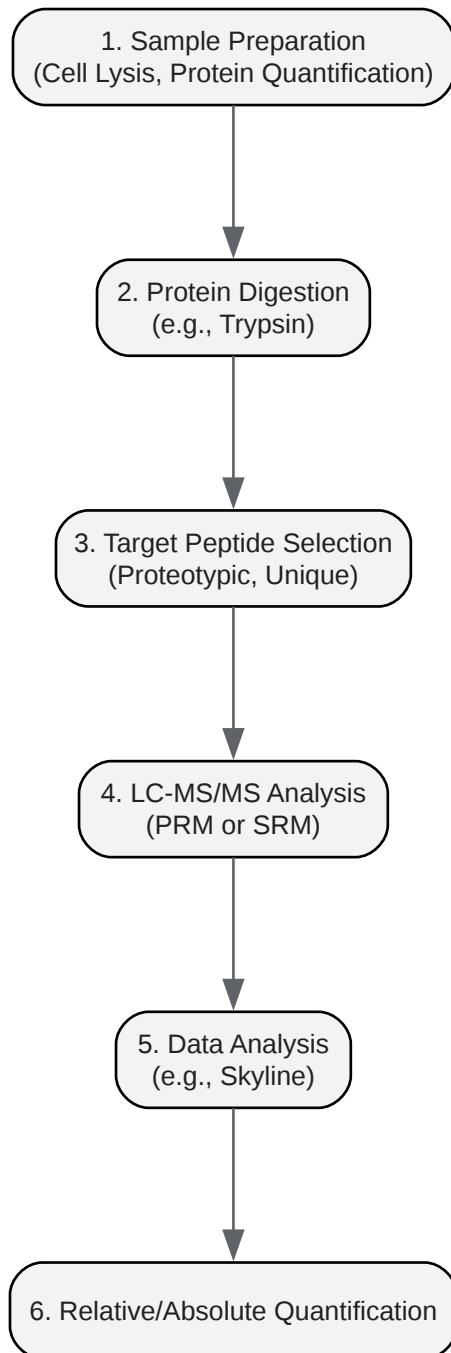 1. Sample Preparation
(Cell Lysis, Protein Quantification)
2. Protein Digestion
(e.g., Trypsin)
3. Target Peptide Selection
(Proteotypic, Unique)
4. LC-MS/MS Analysis
(PRM or SRM)
5. Data Analysis
(e.g., Skyline)
6. Relative/Absolute Quantification